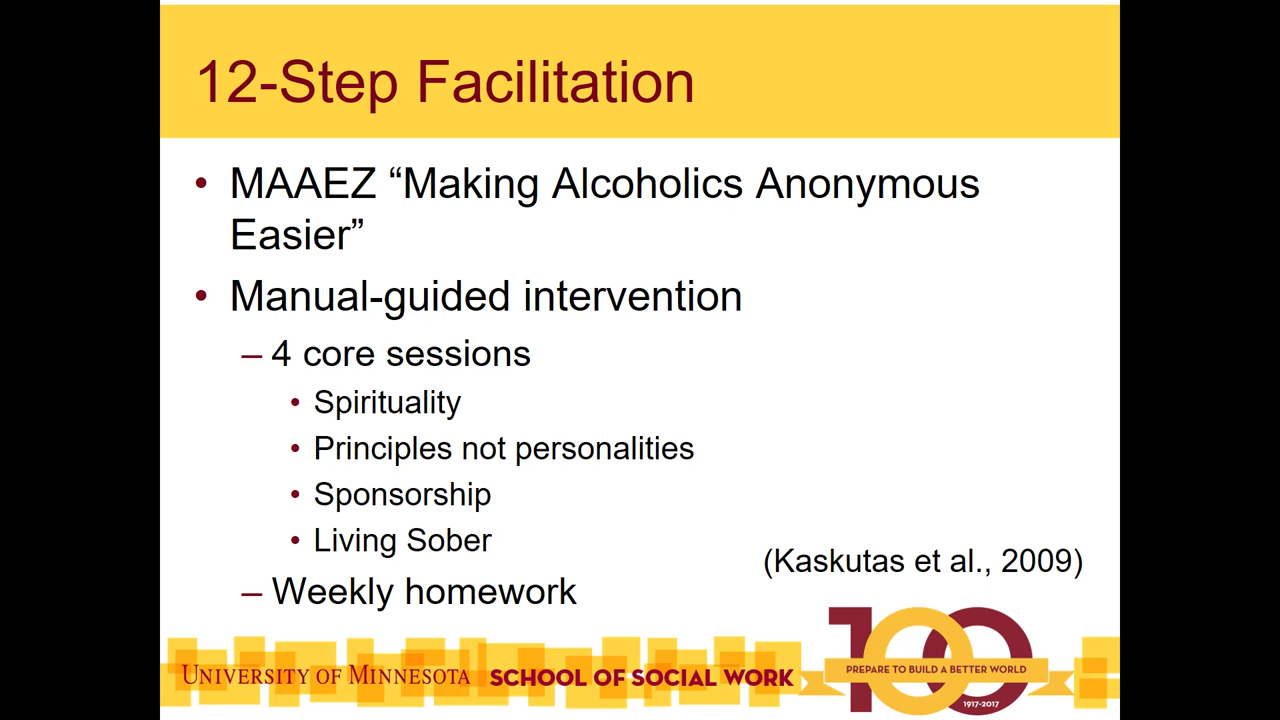 12-Step Facilitation
• MAAEZ “Making Alcoholics Anonymous
Easier”
• Manual-guided intervention
– 4 core sessions
• Spirituality
• Principles not personalities
• Sponsorship
• Living Sober
(Kaskutas et al., 2009)
– Weekly homework
UNIVERSITY OF MINNESOTA SCHOOL OF SOCIAL WORK
100
PREPARE TO BUILD A BETTER WORLD
1917-2017